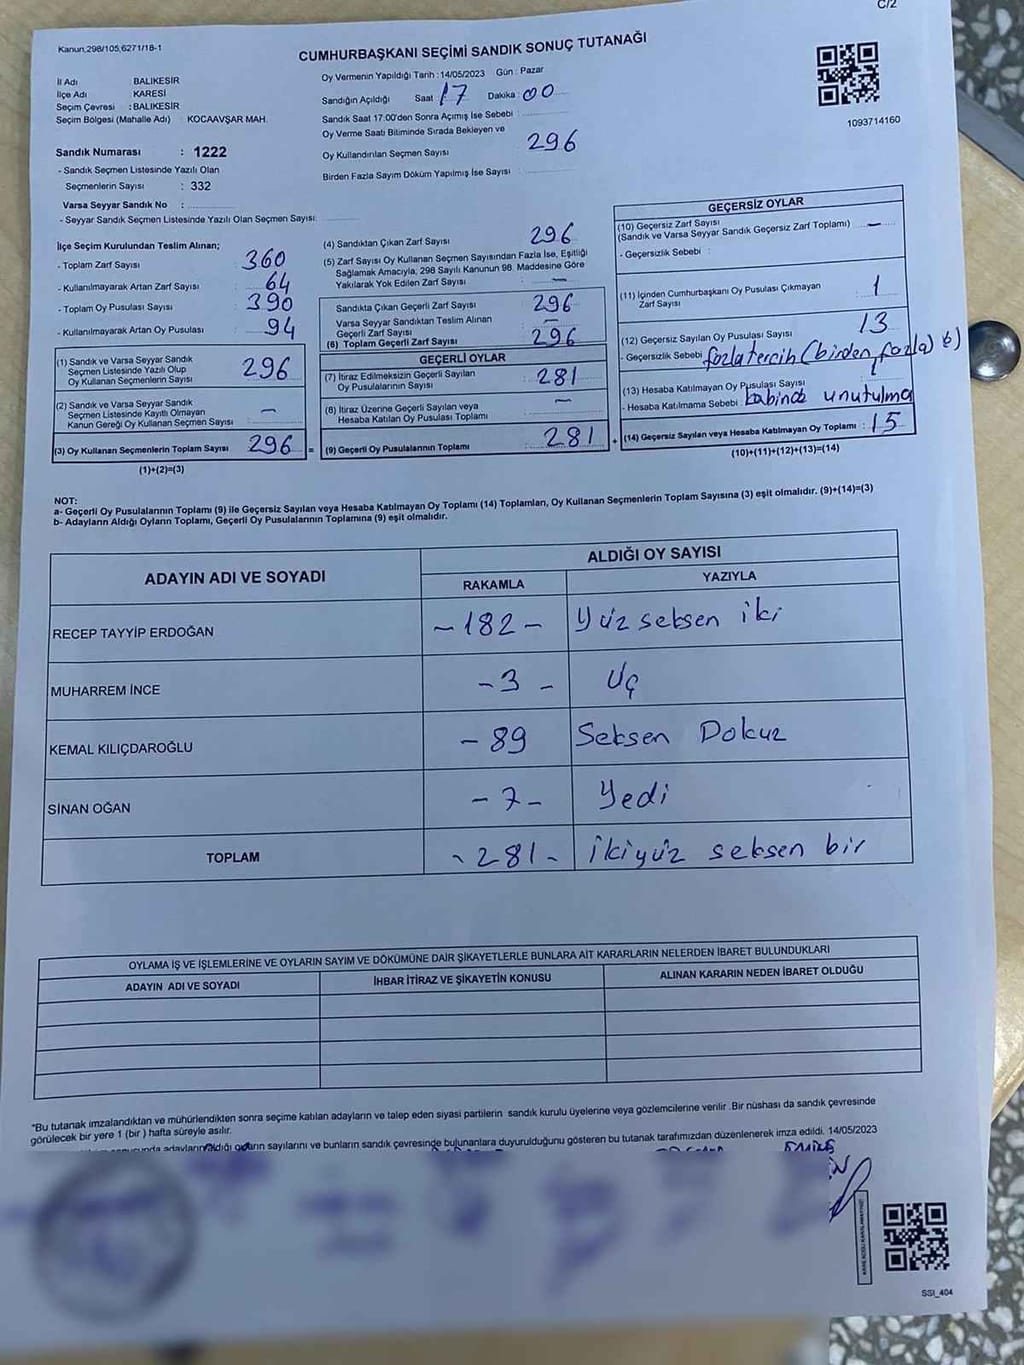 C/2
Kanun,298/105,6271/18-1
CUMHURBAŞKANI SEÇİMİ SANDIK SONUÇ TUTANAĞI
İl Adı : BALIKESİR
İlçe Adı : KARESİ
Seçim Çevresi : BALIKESİR
Seçim Bölgesi (Mahalle Adı) : KOCAAVŞAR MAH.
Sandık Numarası : 1222
- Sandık Seçmen Listesinde Yazılı Olan
Seçmenlerin Sayısı : 332
Varsa Seyyar Sandık No :
- Seyyar Sandık Seçmen Listesinde Yazılı Olan Seçmen Sayısı:
Oy Vermenin Yapıldığı Tarih :14/05/2023 Gün : Pazar
Sandığın Açıldığı Saat 17 Dakika 00
Sandık Saat 17.00'den Sonra Açımış İse Sebebi :
Oy Verme Saati Bitiminde Sırada Bekleyen ve
Oy Kullandırılan Seçmen Sayısı : 296
Birden Fazla Sayım Döküm Yapılmış İse Sayısı :
1093714160
İlçe Seçim Kurulundan Teslim Alınan;
- Toplam Zarf Sayısı : 360
- Kullanılmayarak Artan Zarf Sayısı : 64
- Toplam Oy Pusulası Sayısı : 390
- Kullanılmayarak Artan Oy Pusulası : 94
(1) Sandık ve Varsa Seyyar Sandık
Seçmen Listesinde Yazılı Olup
Oy Kullanan Seçmenlerin Sayısı : 296
(2) Sandık ve Varsa Seyyar Sandık
Seçmen Listesinde Kayıtlı Olmayan
Kanun Gereği Oy Kullanan Seçmen Sayısı : -
(3) Oy Kullanan Seçmenlerin Toplam Sayısı : 296 =
(1)+(2)=(3)
(4) Sandıktan Çıkan Zarf Sayısı : 296
(5) Zarf Sayısı Oy Kullanan Seçmen Sayısından Fazla İse, Eşitliği
Sağlamak Amacıyla, 298 Sayılı Kanunun 98. Maddesine Göre
Yakılarak Yok Edilen Zarf Sayısı : -
Sandıkta Çıkan Geçerli Zarf Sayısı : 296
Varsa Seyyar Sandıktan Teslim Alınan
Geçerli Zarf Sayısı : -
(6) Toplam Geçerli Zarf Sayısı : 296
GEÇERLİ OYLAR
(7) İtiraz Edilmeksizin Geçerli Sayılan
Oy Pusulalarının Sayısı : 281
(8) İtiraz Üzerine Geçerli Sayılan veya
Hesaba Katılan Oy Pusulası Toplamı : -
(9) Geçerli Oy Pusulalarının Toplamı : 281 +
GEÇERSİZ OYLAR
(10) Geçersiz Zarf Sayısı
(Sandık ve Varsa Seyyar Sandık Geçersiz Zarf Toplamı) : -
- Geçersizlik Sebebi :
(11) İçinden Cumhurbaşkanı Oy Pusulası Çıkmayan
Zarf Sayısı : 1
(12) Geçersiz Sayılan Oy Pusulası Sayısı : 13
- Geçersizlik Sebebi : fazla tercih (birden fazla)
(13) Hesaba Katılmayan Oy Pusulası Sayısı : 1
- Hesaba Katılmama Sebebi : kabinde unutulma
(14) Geçersiz Sayılan veya Hesaba Katılmayan Oy Toplamı : 15
(10)+(11)+(12)+(13)=(14)
NOT:
a- Geçerli Oy Pusulalarının Toplamı (9) ile Geçersiz Sayılan veya Hesaba Katılmayan Oy Toplamı (14) Toplamları, Oy Kullanan Seçmenlerin Toplam Sayısına (3) eşit olmalıdır. (9)+(14)=(3)
b- Adayların Aldığı Oyların Toplamı, Geçerli Oy Pusulalarının Toplamına (9) eşit olmalıdır.
ADAYIN ADI VE SOYADI ALDIĞI OY SAYISI
RAKAMLA YAZIYLA
RECEP TAYYİP ERDOĞAN -182- Yüz seksen iki
MUHARREM İNCE -3- Üç
KEMAL KILIÇDAROĞLU -89 Seksen Dokuz
SİNAN OĞAN -7- Yedi
TOPLAM -281- ikiyüz seksen bir
OYLAMA İŞ VE İŞLEMLERİNE VE OYLARIN SAYIM VE DÖKÜMÜNE DAİR ŞİKAYETLERLE BUNLARA AİT KARARLARIN NELERDEN İBARET BULUNDUKLARI
ADAYIN ADI VE SOYADI İHBAR İTİRAZ VE ŞİKAYETİN KONUSU ALINAN KARARIN NEDEN İBARET OLDUĞU
*Bu tutanak imzalandıktan ve mühürlendikten sonra seçime katılan adayların ve talep eden siyasi partilerin sandık kurulu üyelerine veya gözlemcilerine verilir .Bir nüshası da sandık çevresinde
görülecek bir yere 1 (bir ) hafta süreyle asılır.
adayların aldığı oyların sayılarını ve bunların sandık çevresinde bulunanlara duyurulduğunu gösteren bu tutanak tarafımızdan düzenlenerek imza edildi. 14/05/2023
SSI_404